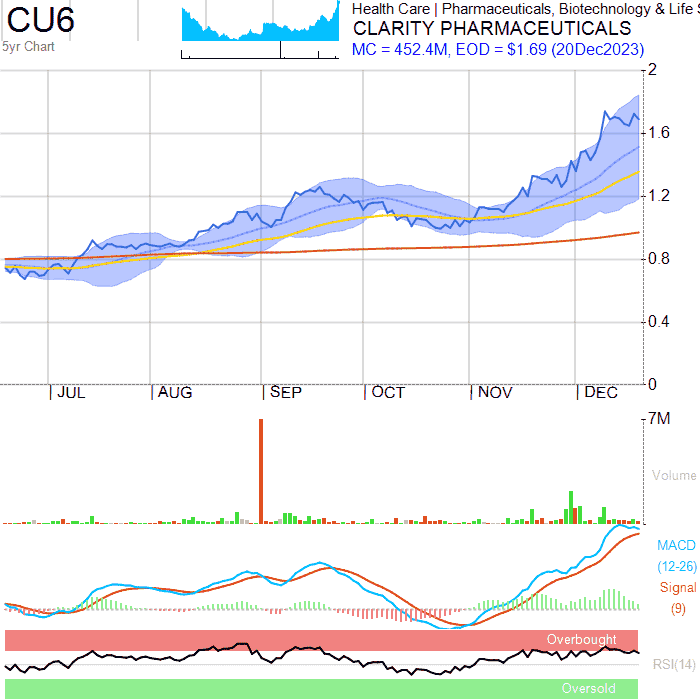 CU6
5yr Chart
Health Care | Pharmaceuticals, Biotechnology & Life S
CLARITY PHARMACEUTICALS
MC = 452.4M, EOD = $1.69 (20Dec2023)
2
1.6
1.2
0.8
0.4
0
JUL AUG SEP OCT NOV DEC
7M
Volume
MACD
(12-26)
Signal
(9)
Overbought
RSI(14)
Oversold